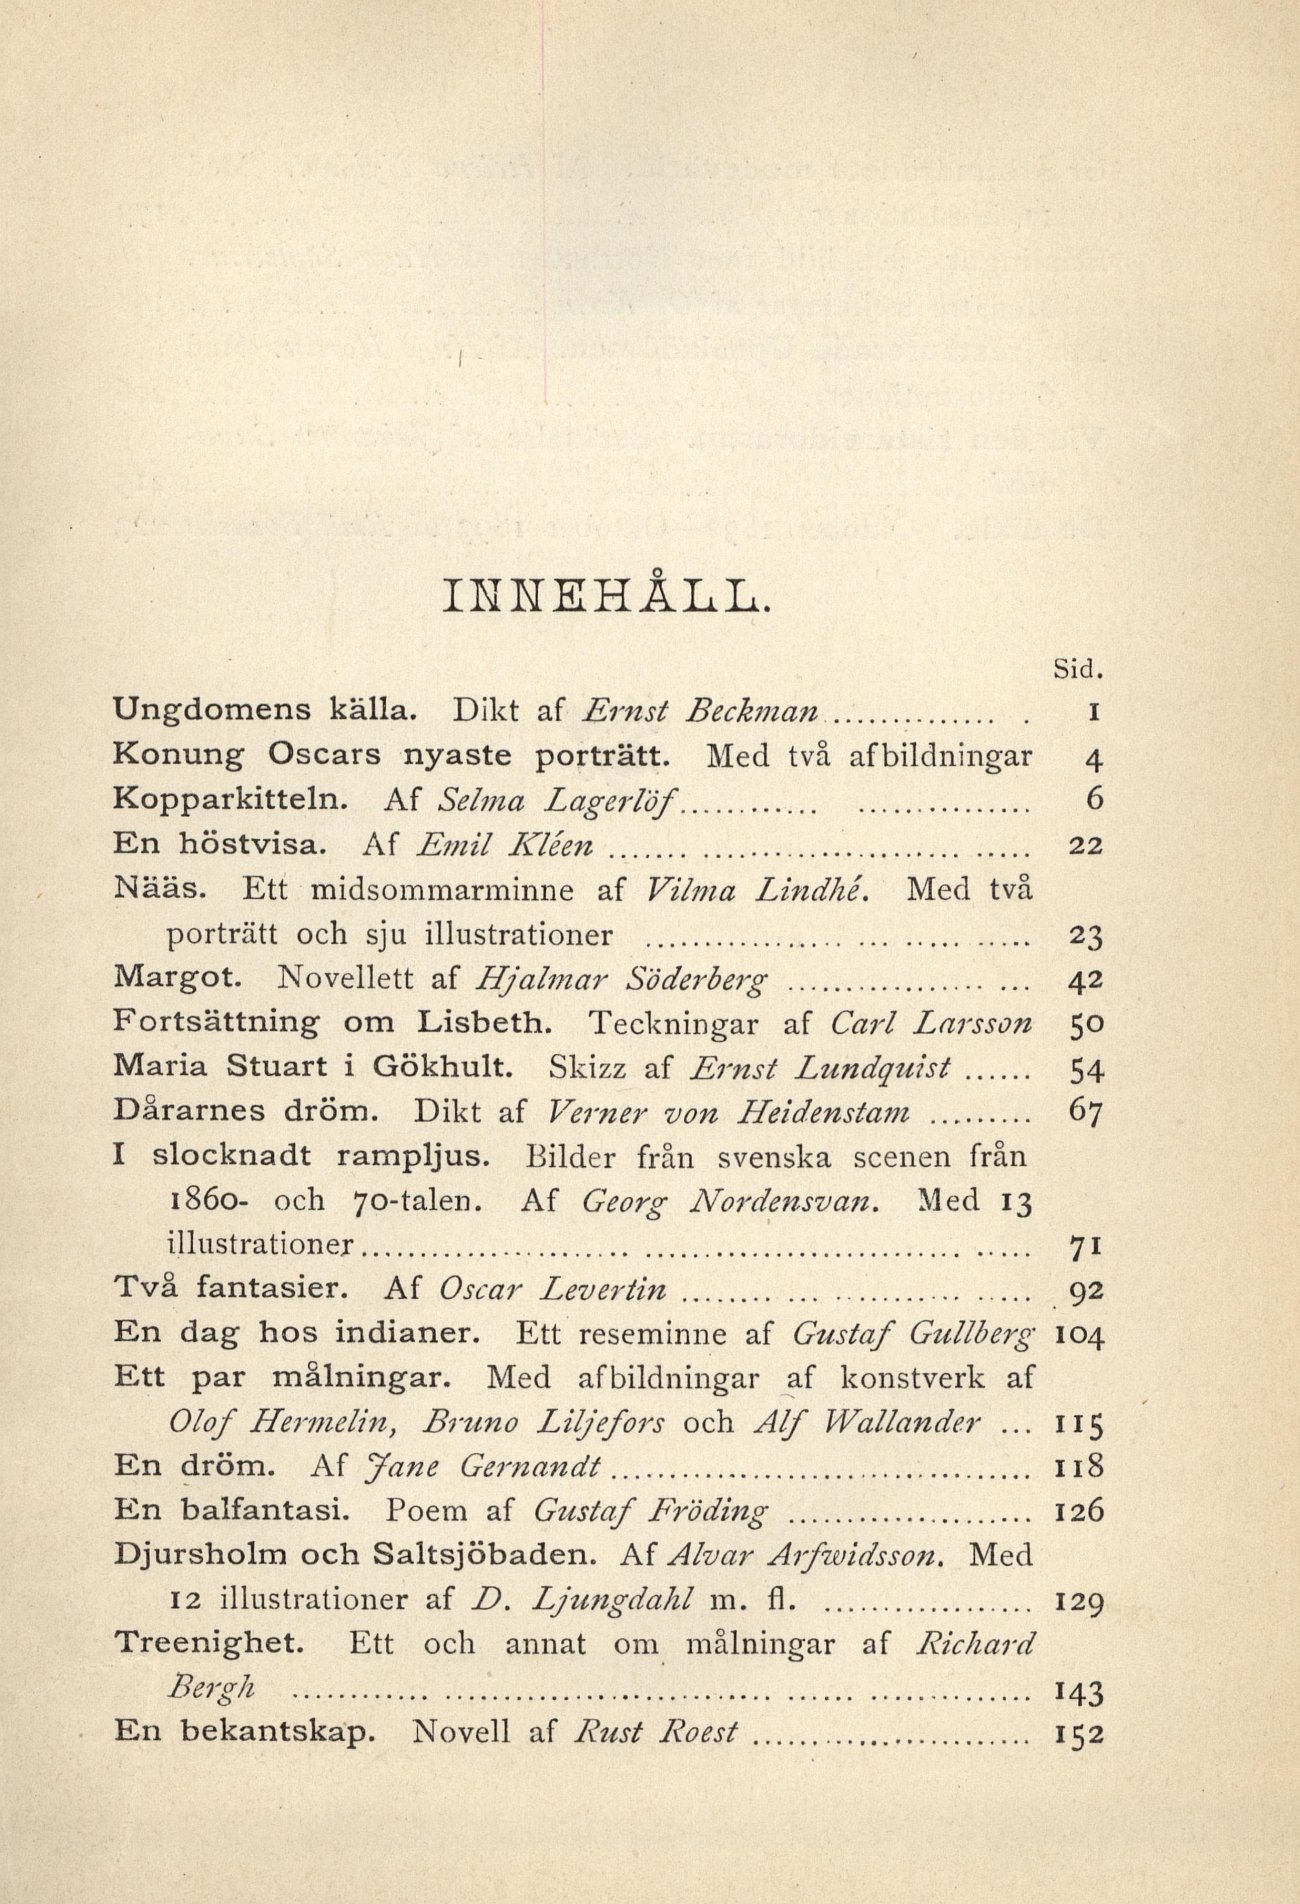 INNEHÅLL.
Sid.
Ungdomens källa. Dikt af Ernst Beckman ................ . 1
Konung Oscars nyaste porträtt. Med två afbildningar 4
Kopparkitteln. Af Selma Lagerlöf ............ ............... 6
En höstvisa. Af Emil Kléen ....... ...................... ..... 22
Nääs. Ett midsommarminne af Vilma Lindhé. Med två
porträtt och sju illustrationer ................. ... ..... ..... 23
Margot. Novellett af Hjalmar Söderberg ................. ... 42
Fortsättning om Lisbeth. Teckningar af Carl Larsson 50
Maria Stuart i Gökhult. Skizz af Ernst Lundquist ...... 54
Dårarnes dröm. Dikt af Verner von Heidenstam ......... 67
I slocknadt rampljus. Bilder från svenska scenen från
1860- och 70-talen. Af Georg Nordensvan. Med 13
illustrationer ....................... ........................... ..... 71
Två fantasier. Af Oscar Levertin ......... ... ............ ..... 92
En dag hos indianer. Ett reseminne af Gustaf Gullberg 104
Ett par målningar. Med afbildningar af konstverk af
Olof Hermelin, Bruno Liljefors och Alf Wallander ... 115
En dröm. Af Jane Gernandt .................................... 118
En balfantasi. Poem af Gustaf Fröding ..................... 126
Djursholm och Saltsjöbaden. Af Alvar Arfwidsson. Med
12 illustrationer af D. Ljungdahl m. fl. .................. 129
Treenighet. Ett och annat om målningar af Richard
Bergh ............ ............................ ...... .............. 143
En bekantskap. Novell af Rust Roest ........................ 152